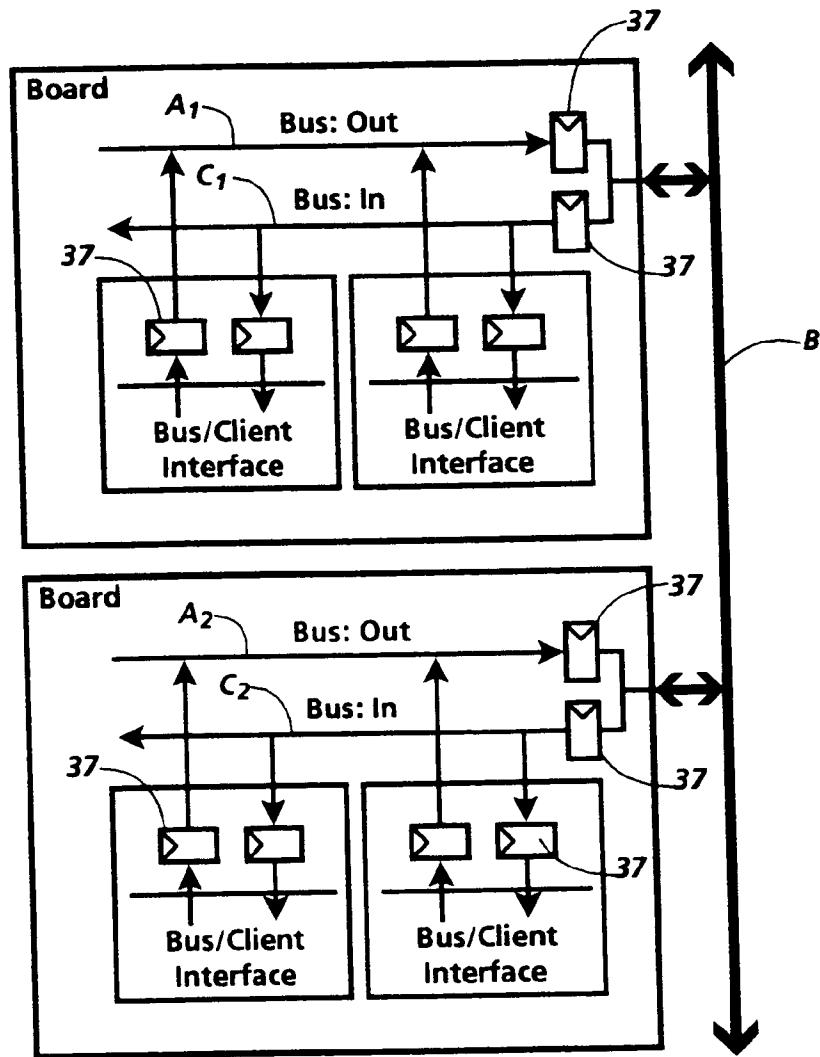 37
Board
A1
Bus: Out
C1
Bus: In
37
37
B
Bus/Client
Interface
Bus/Client
Interface
Board
37
A2
Bus: Out
C2
Bus: In
37
37
37
Bus/Client
Interface
Bus/Client
Interface